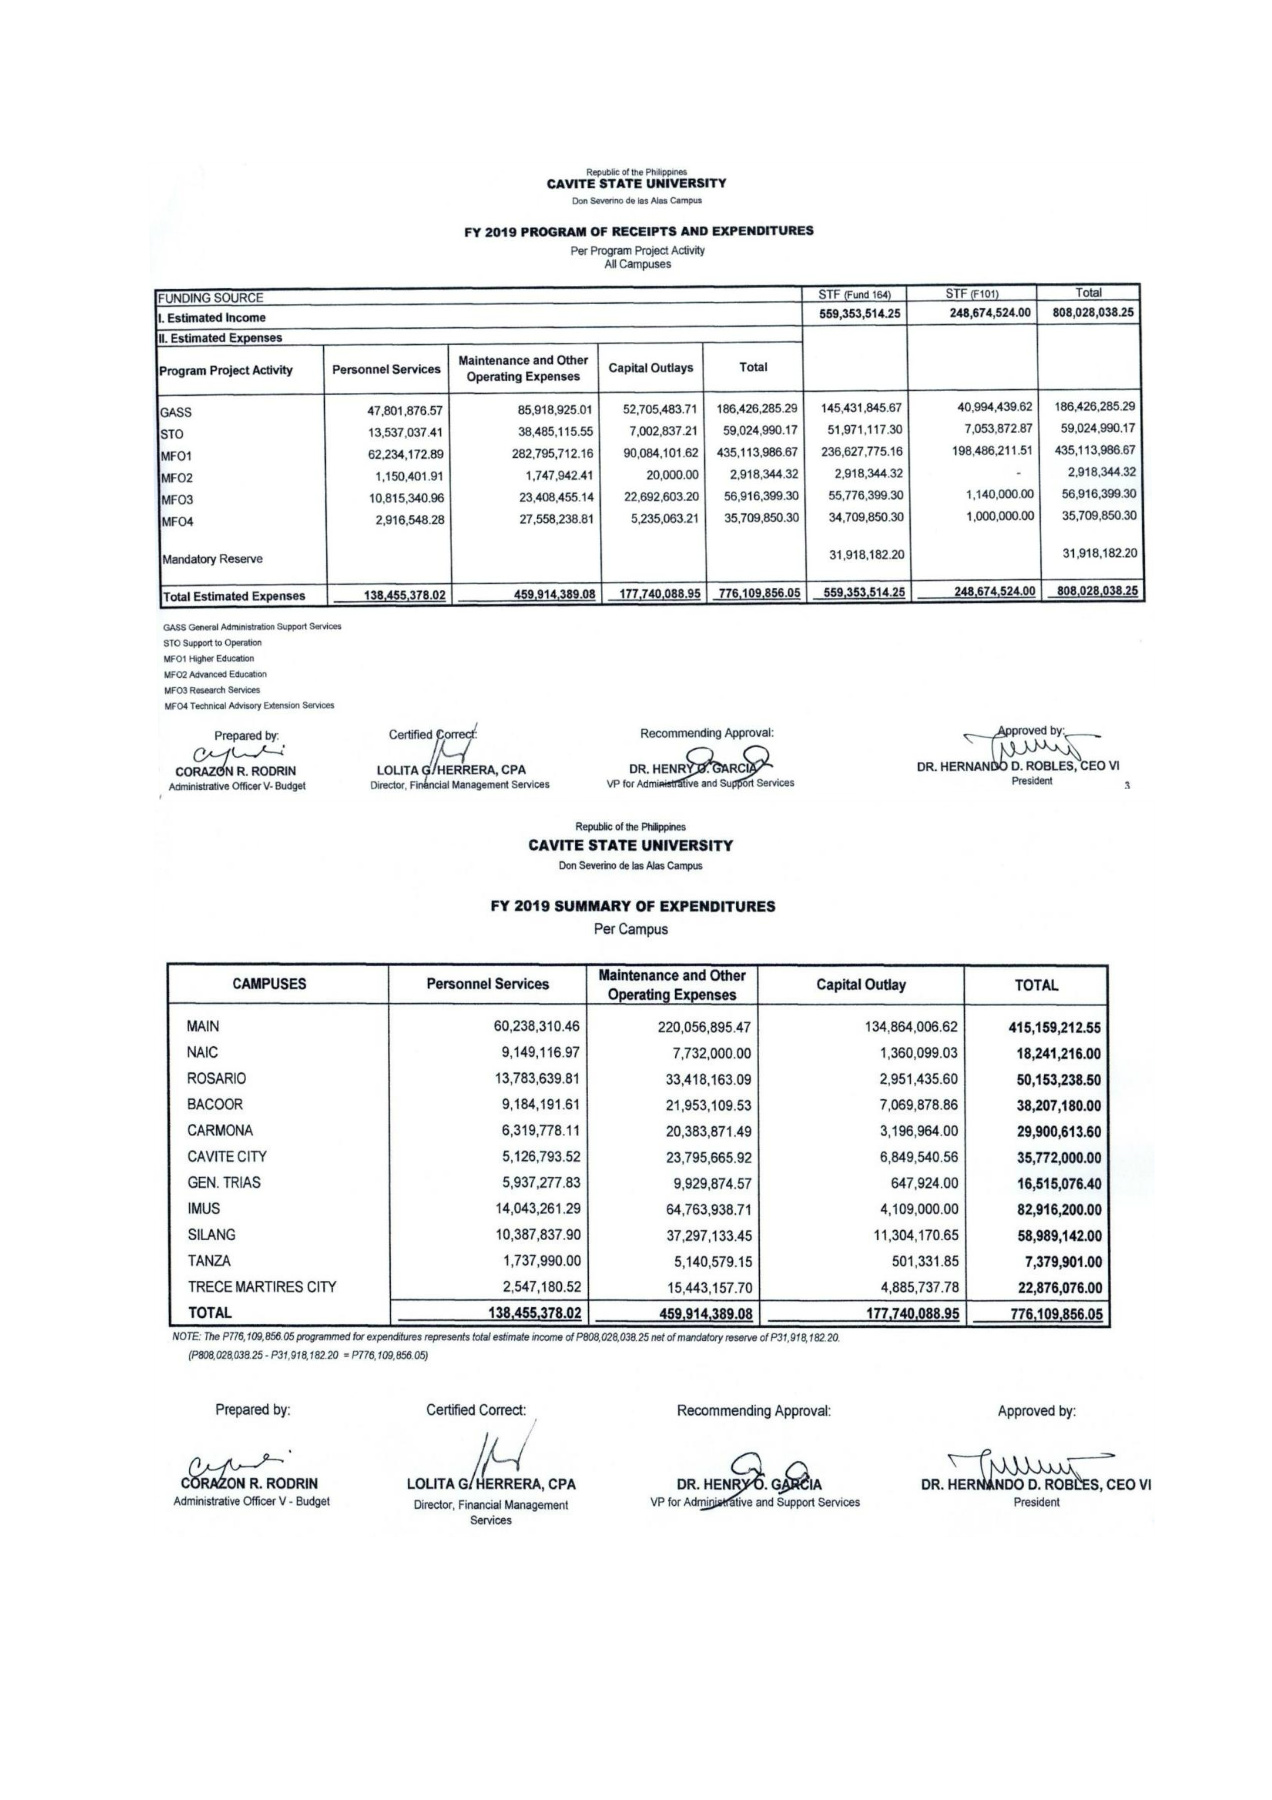 Republic of the Philippines
CAVITE STATE UNIVERSITY
Don Severino de las Alas Campus
FY 2019 PROGRAM OF RECEIPTS AND EXPENDITURES
Per Program Project Activity
All Campuses
FUNDING SOURCE STF (Fund 164) STF (F101) Total
I. Estimated Income 559,353,514.25 248,674,524.00 808,028,038.25
II. Estimated Expenses
Program Project Activity Personnel Services Maintenance and Other Operating Expenses Capital Outlays Total
GASS 47,801,876.57 85,918,925.01 52,705,483.71 186,426,285.29 145,431,845.67 40,994,439.62 186,426,285.29
STO 13,537,037.41 38,485,115.55 7,002,837.21 59,024,990.17 51,971,117.30 7,053,872.87 59,024,990.17
MFO1 62,234,172.89 282,795,712.16 90,084,101.62 435,113,986.67 236,627,775.16 198,486,211.51 435,113,986.67
MFO2 1,150,401.91 1,747,942.41 20,000.00 2,918,344.32 2,918,344.32 - 2,918,344.32
MFO3 10,815,340.96 23,408,455.14 22,692,603.20 56,916,399.30 55,776,399.30 1,140,000.00 56,916,399.30
MFO4 2,916,548.28 27,558,238.81 5,235,063.21 35,709,850.30 34,709,850.30 1,000,000.00 35,709,850.30
Mandatory Reserve 31,918,182.20 31,918,182.20
Total Estimated Expenses 138,455,378.02 459,914,389.08 177,740,088.95 776,109,856.05 559,353,514.25 248,674,524.00 808,028,038.25
GASS General Administration Support Services
STO Support to Operation
MFO1 Higher Education
MFO2 Advanced Education
MFO3 Research Services
MFO4 Technical Advisory Extension Services
Prepared by: Certified Correct: Recommending Approval: Approved by:
CORAZON R. RODRIN LOLITA G. HERRERA, CPA DR. HENRY O. GARCIA DR. HERNANDO D. ROBLES, CEO VI
Administrative Officer V- Budget Director, Financial Management Services VP for Administrative and Support Services President
3
Republic of the Philippines
CAVITE STATE UNIVERSITY
Don Severino de las Alas Campus
FY 2019 SUMMARY OF EXPENDITURES
Per Campus
CAMPUSES Personnel Services Maintenance and Other Operating Expenses Capital Outlay TOTAL
MAIN 60,238,310.46 220,056,895.47 134,864,006.62 415,159,212.55
NAIC 9,149,116.97 7,732,000.00 1,360,099.03 18,241,216.00
ROSARIO 13,783,639.81 33,418,163.09 2,951,435.60 50,153,238.50
BACOOR 9,184,191.61 21,953,109.53 7,069,878.86 38,207,180.00
CARMONA 6,319,778.11 20,383,871.49 3,196,964.00 29,900,613.60
CAVITE CITY 5,126,793.52 23,795,665.92 6,849,540.56 35,772,000.00
GEN. TRIAS 5,937,277.83 9,929,874.57 647,924.00 16,515,076.40
IMUS 14,043,261.29 64,763,938.71 4,109,000.00 82,916,200.00
SILANG 10,387,837.90 37,297,133.45 11,304,170.65 58,989,142.00
TANZA 1,737,990.00 5,140,579.15 501,331.85 7,379,901.00
TRECE MARTIRES CITY 2,547,180.52 15,443,157.70 4,885,737.78 22,876,076.00
TOTAL 138,455,378.02 459,914,389.08 177,740,088.95 776,109,856.05
NOTE: The P776,109,856.05 programmed for expenditures represents total estimate income of P808,028,038.25 net of mandatory reserve of P31,918,182.20.
(P808,028,038.25 - P31,918,182.20 = P776,109,856.05)
Prepared by: Certified Correct: Recommending Approval: Approved by:
CORAZON R. RODRIN LOLITA G. HERRERA, CPA DR. HENRY O. GARCIA DR. HERNANDO D. ROBLES, CEO VI
Administrative Officer V - Budget Director, Financial Management Services VP for Administrative and Support Services President